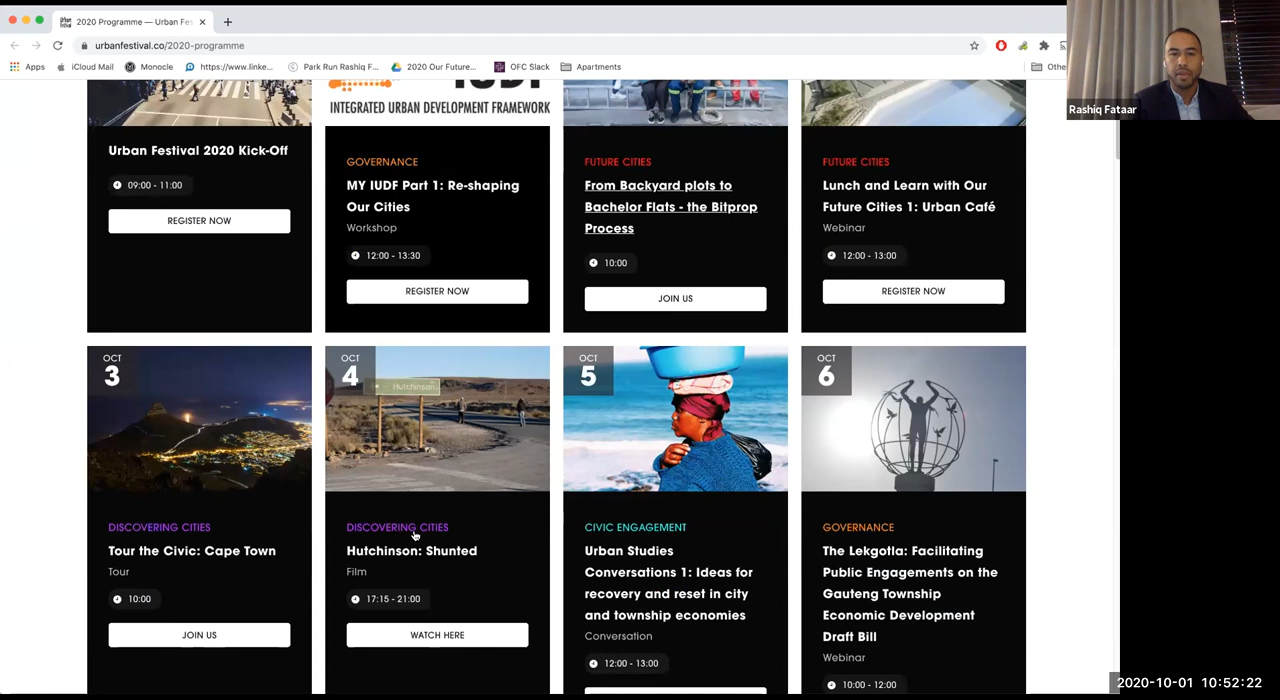 2020 Programme — Urban Fes
urbanfestival.co/2020-programme
Apps
iCloud Mail
Monocle
https://www.linke...
Park Run Rashiq F...
2020 Our Future...
OFC Slack
Apartments
Othe
Rashiq Fataar
INTEGRATED URBAN DEVELOPMENT FRAMEWORK
Urban Festival 2020 Kick-Off
09:00 - 11:00
REGISTER NOW
GOVERNANCE
MY IUDF Part 1: Re-shaping
Our Cities
Workshop
12:00 - 13:30
REGISTER NOW
FUTURE CITIES
From Backyard plots to
Bachelor Flats - the Bitprop
Process
10:00
JOIN US
FUTURE CITIES
Lunch and Learn with Our
Future Cities 1: Urban Café
Webinar
12:00 - 13:00
REGISTER NOW
OCT
3
DISCOVERING CITIES
Tour the Civic: Cape Town
Tour
10:00
JOIN US
OCT
4
Hutchinson
DISCOVERING CITIES
Hutchinson: Shunted
Film
17:15 - 21:00
WATCH HERE
OCT
5
CIVIC ENGAGEMENT
Urban Studies
Conversations 1: Ideas for
recovery and reset in city
and township economies
Conversation
12:00 - 13:00
OCT
6
GOVERNANCE
The Lekgotla: Facilitating
Public Engagements on the
Gauteng Township
Economic Development
Draft Bill
Webinar
10:00 - 12:00
2020-10-01 10:52:22